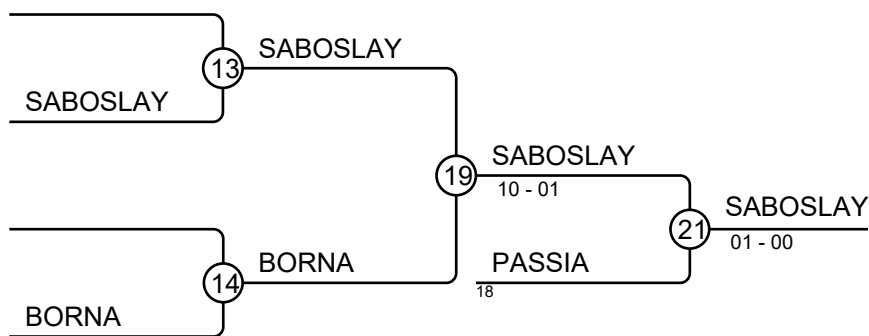 SABOSLAY
13
SABOSLAY
BORNA
14
BORNA
19
SABOSLAY
10 - 01
PASSIA
18
21
SABOSLAY
01 - 00